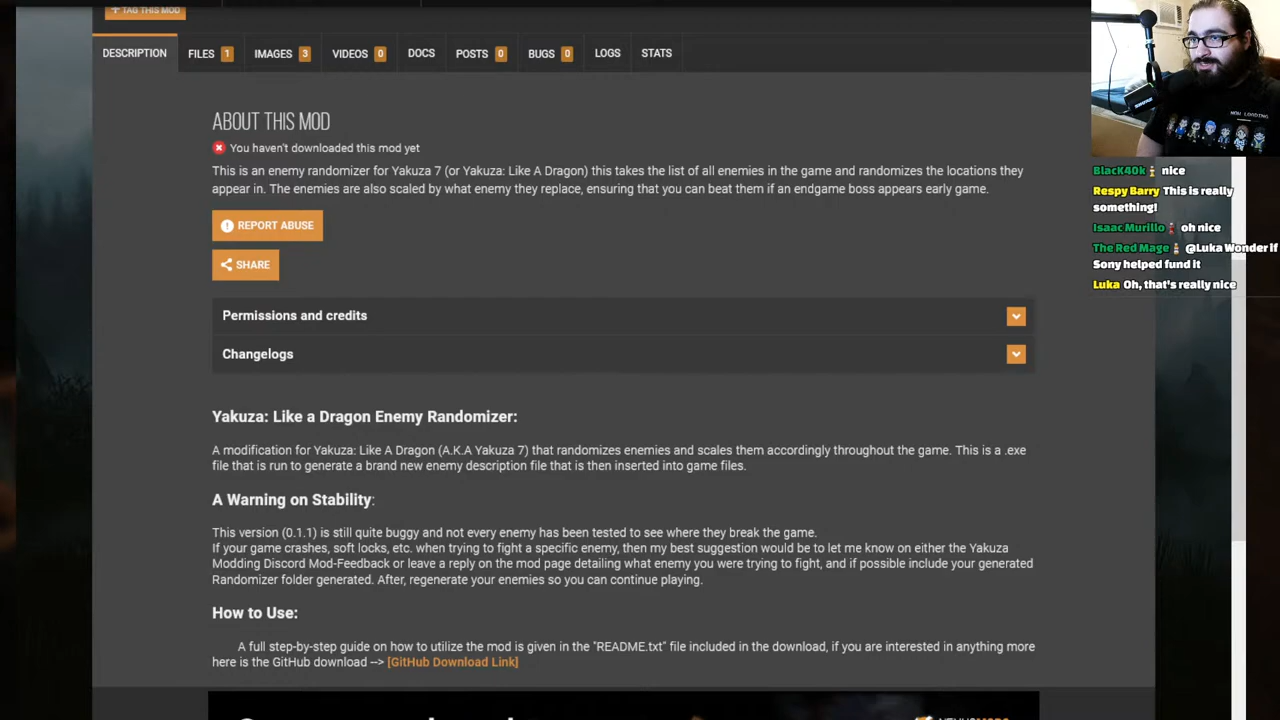 TAG THIS MOD
DESCRIPTION
FILES 1
IMAGES 3
VIDEOS 0
DOCS
POSTS 0
BUGS 0
LOGS
STATS
ABOUT THIS MOD
You haven't downloaded this mod yet
This is an enemy randomizer for Yakuza 7 (or Yakuza: Like A Dragon) this takes the list of all enemies in the game and randomizes the locations they
appear in. The enemies are also scaled by what enemy they replace, ensuring that you can beat them if an endgame boss appears early game.
REPORT ABUSE
SHARE
Permissions and credits
Changelogs
Yakuza: Like a Dragon Enemy Randomizer:
A modification for Yakuza: Like A Dragon (A.K.A Yakuza 7) that randomizes enemies and scales them accordingly throughout the game. This is a .exe
file that is run to generate a brand new enemy description file that is then inserted into game files.
A Warning on Stability:
This version (0.1.1) is still quite buggy and not every enemy has been tested to see where they break the game.
If your game crashes, soft locks, etc. when trying to fight a specific enemy, then my best suggestion would be to let me know on either the Yakuza
Modding Discord Mod-Feedback or leave a reply on the mod page detailing what enemy you were trying to fight, and if possible include your generated
Randomizer folder generated. After, regenerate your enemies so you can continue playing.
How to Use:
A full step-by-step guide on how to utilize the mod is given in the "README.txt" file included in the download, if you are interested in anything more
here is the GitHub download --> [GitHub Download Link]
NOW LOADING
SHURE
BlacK40k nice
Respy Barry This is really
something!
Isaac Murillo oh nice
The Red Mage @Luka Wonder if
Sony helped fund it
Luka Oh, that's really nice